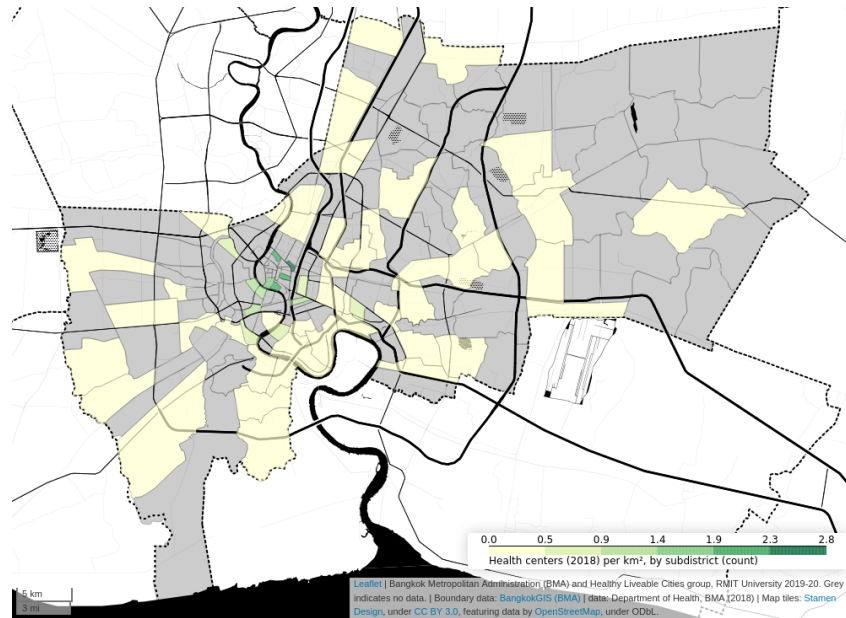 0.0 0.5 0.9 1.4 1.9 2.3 2.8
Health centers (2018) per km², by subdistrict (count)
5 km
3 mi
Leaflet | Bangkok Metropolitan Administration (BMA) and Healthy Liveable Cities group, RMIT University 2019-20. Grey
indicates no data. | Boundary data: BangkokGIS (BMA) | data: Department of Health, BMA (2018) | Map tiles: Stamen
Design, under CC BY 3.0, featuring data by OpenStreetMap, under ODbL.